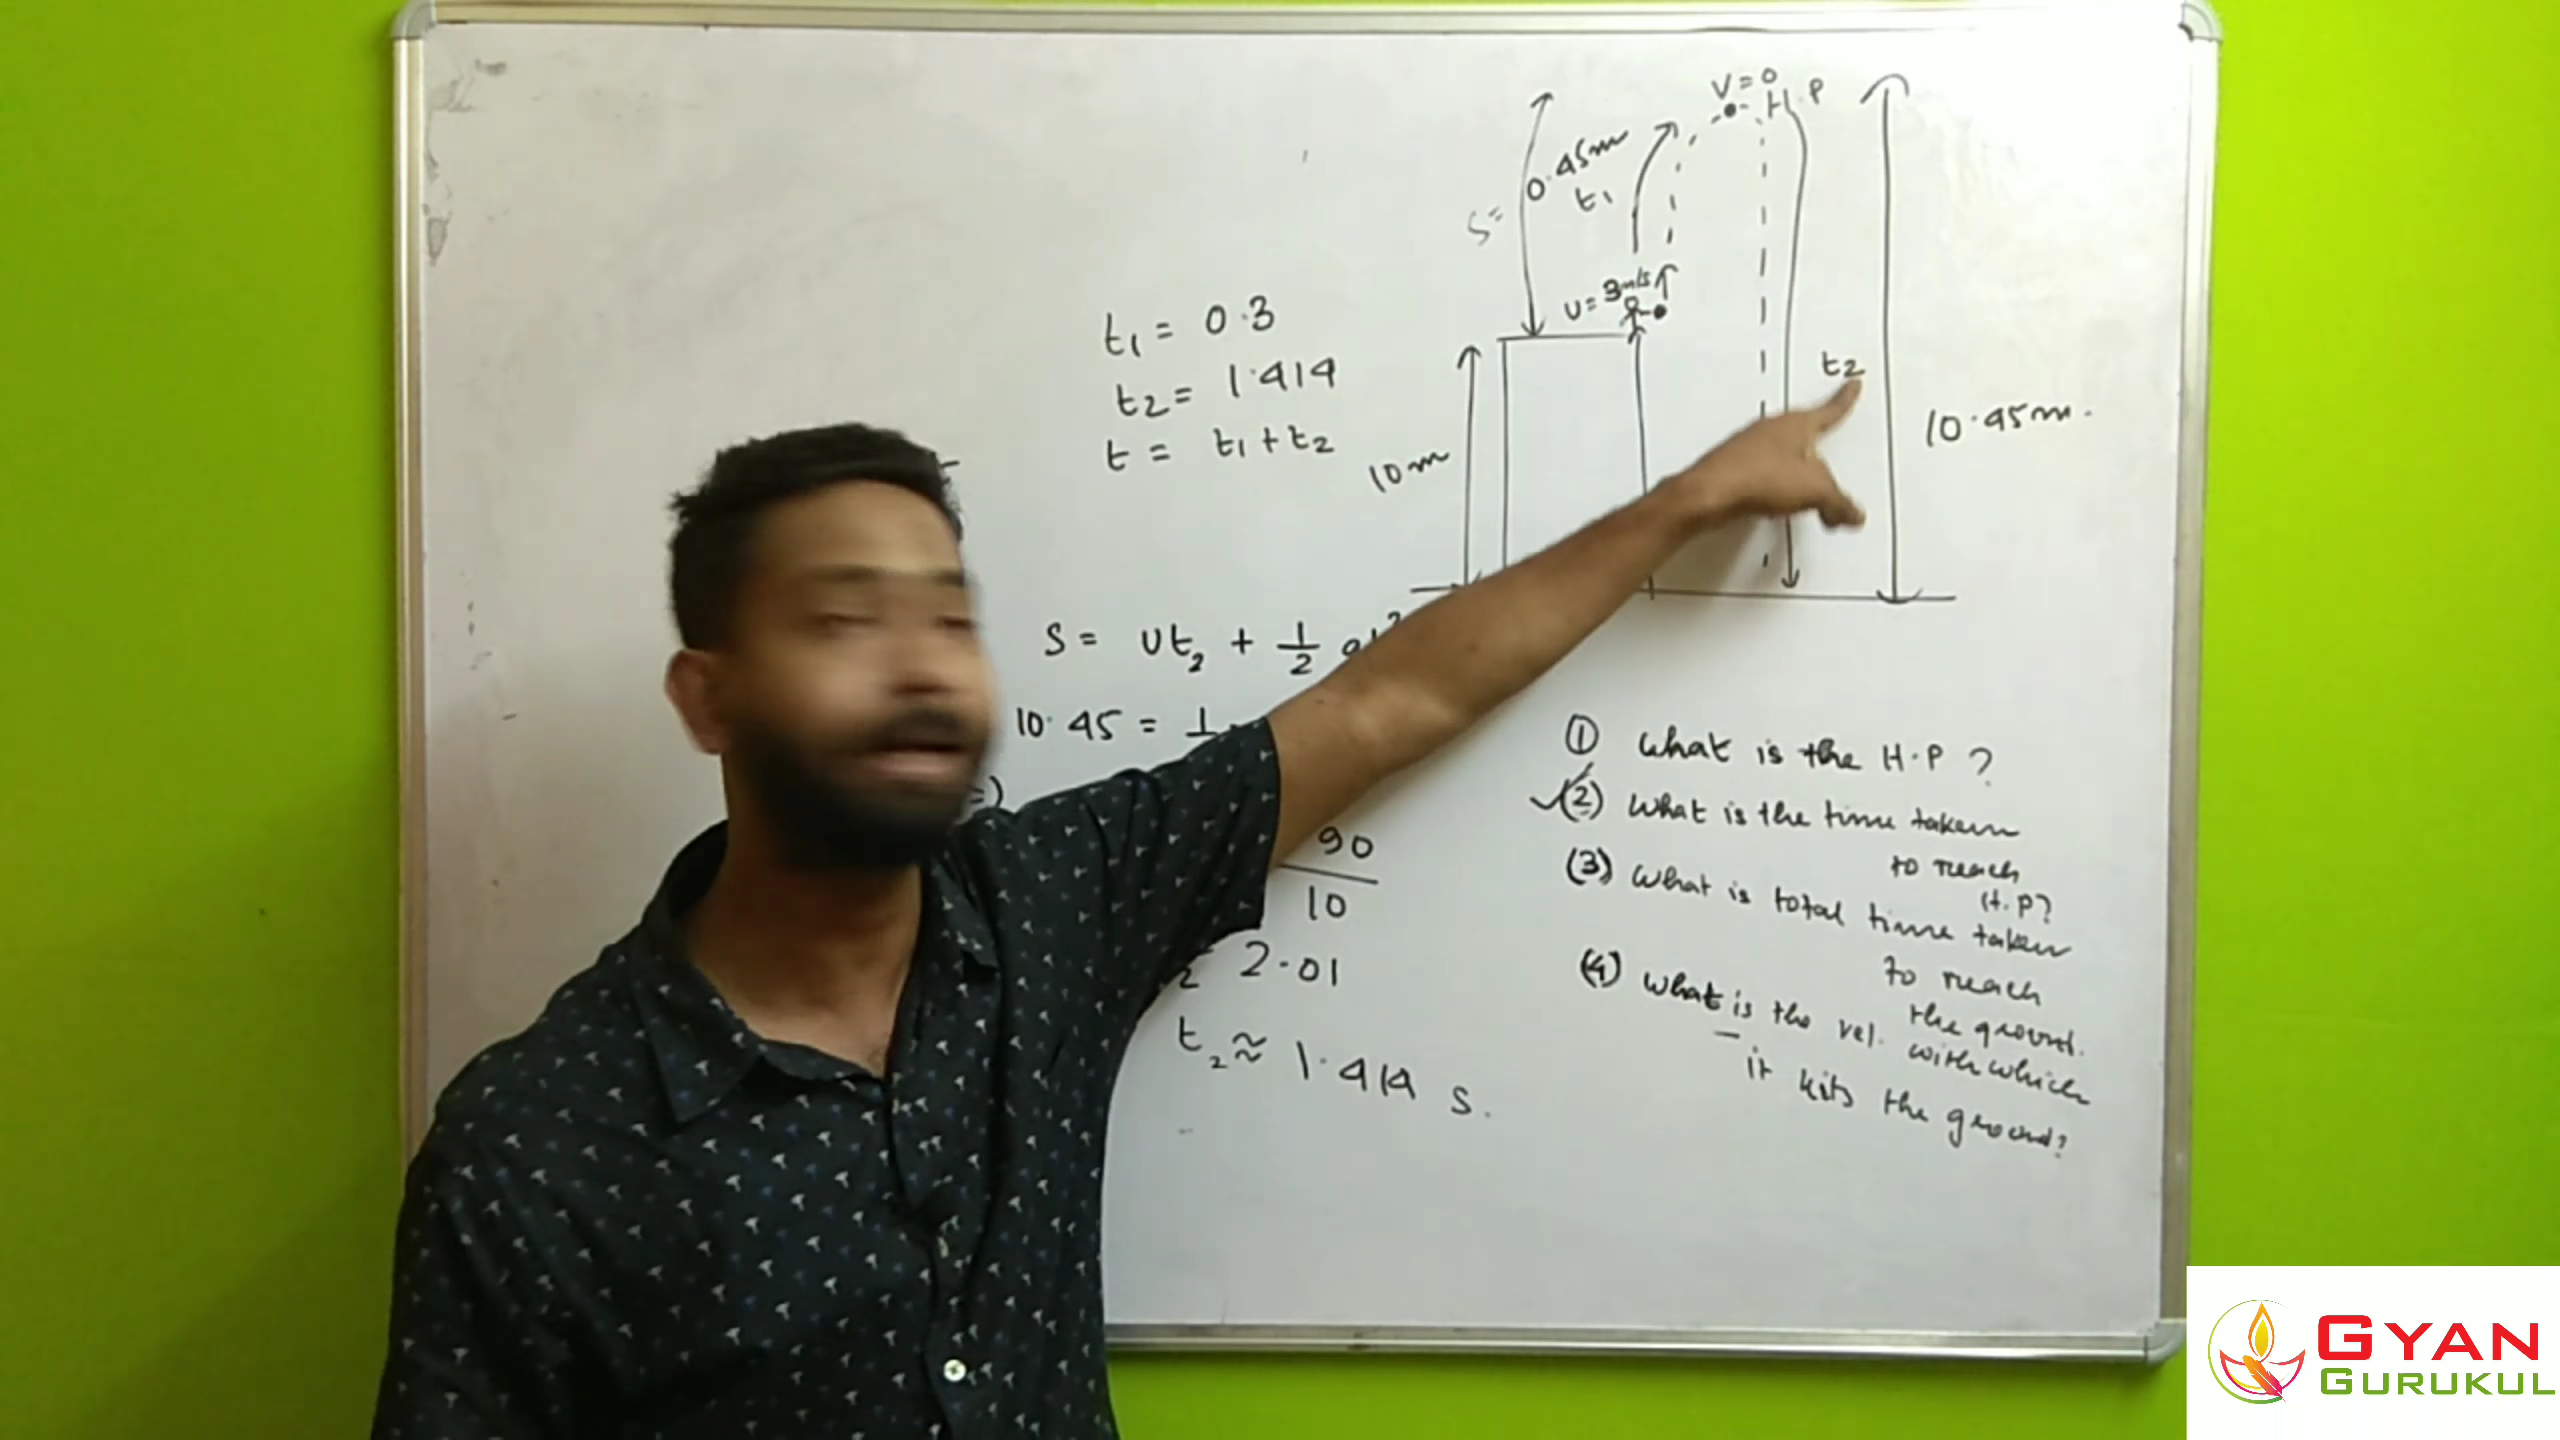 V = 0
H.P
0.45m
t1
S =
U = 3m/s
t1 = 0.3
t2 = 1.414
t = t1 + t2
10m
t2
10.45m.
S = Ut2 + 1/2
10.45 = 1
90
10
2.01
t2 ≈ 1.414 s.
① What is the H.P ?
(2) What is the time taken
to reach
H.P?
(3) What is total time taken
to reach
the ground.
(4) What is the vel. with which
it hits the ground?
GYAN
GURUKUL